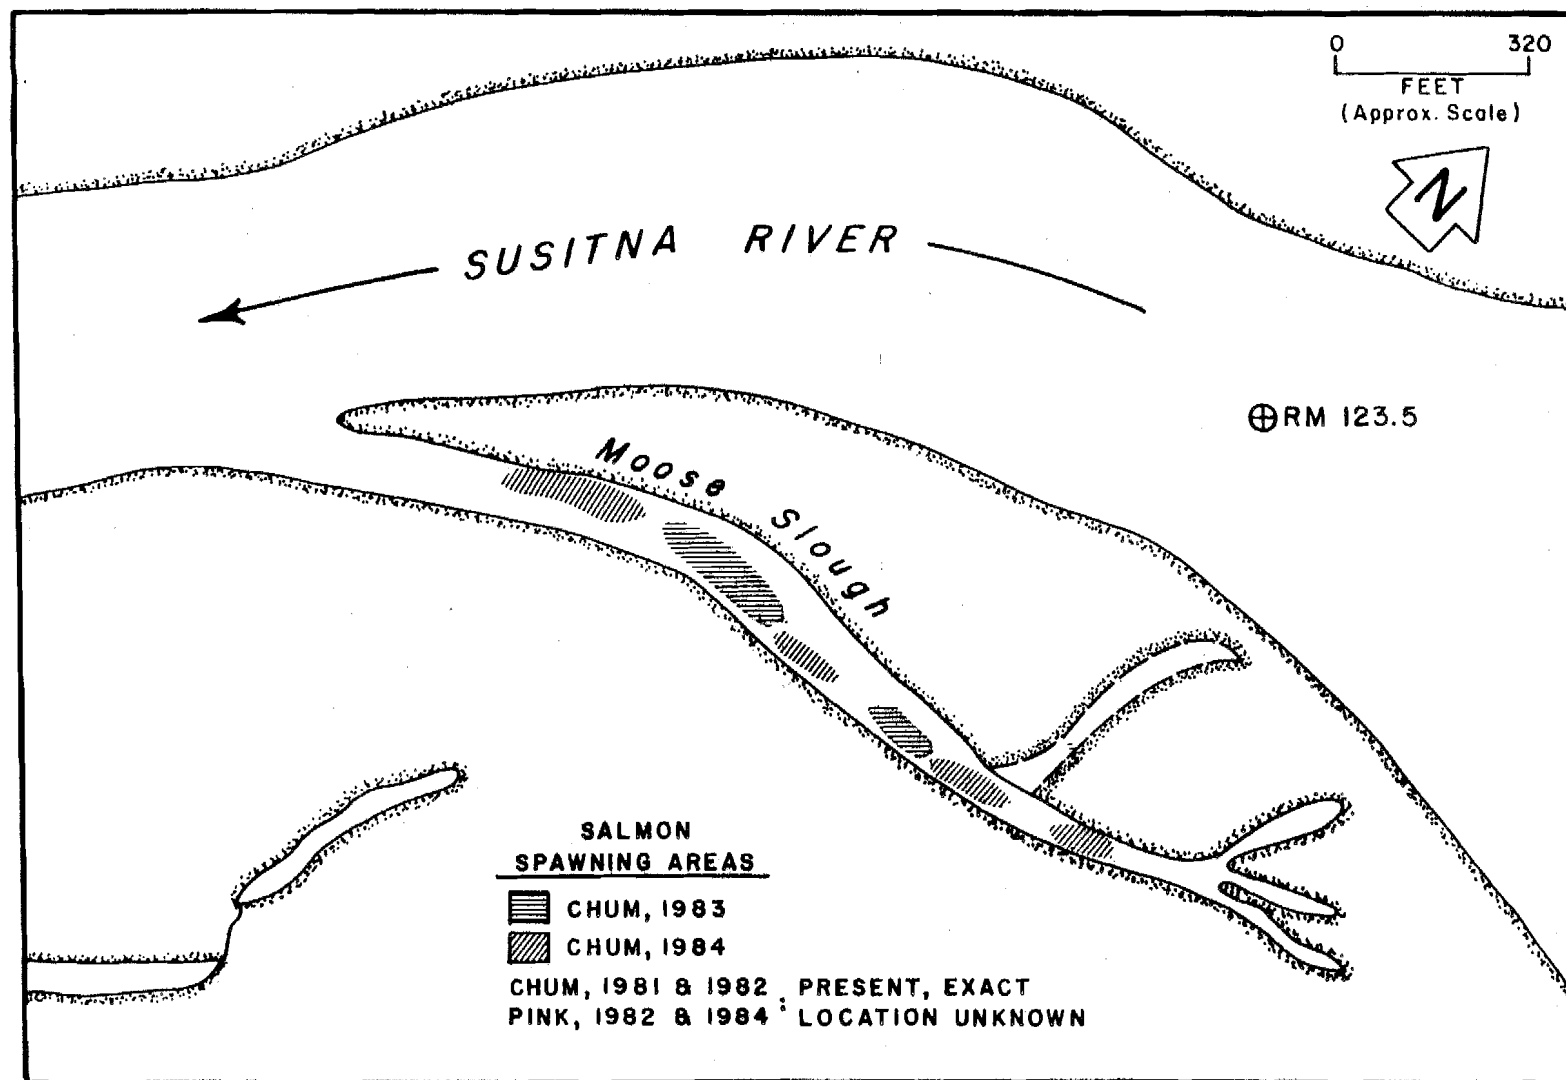 0 320
FEET
(Approx. Scale)
N
SUSITNA RIVER
RM 123.5
Moose Slough
SALMON
SPAWNING AREAS
CHUM, 1983
CHUM, 1984
CHUM, 1981 & 1982 : PRESENT, EXACT
PINK, 1982 & 1984 : LOCATION UNKNOWN